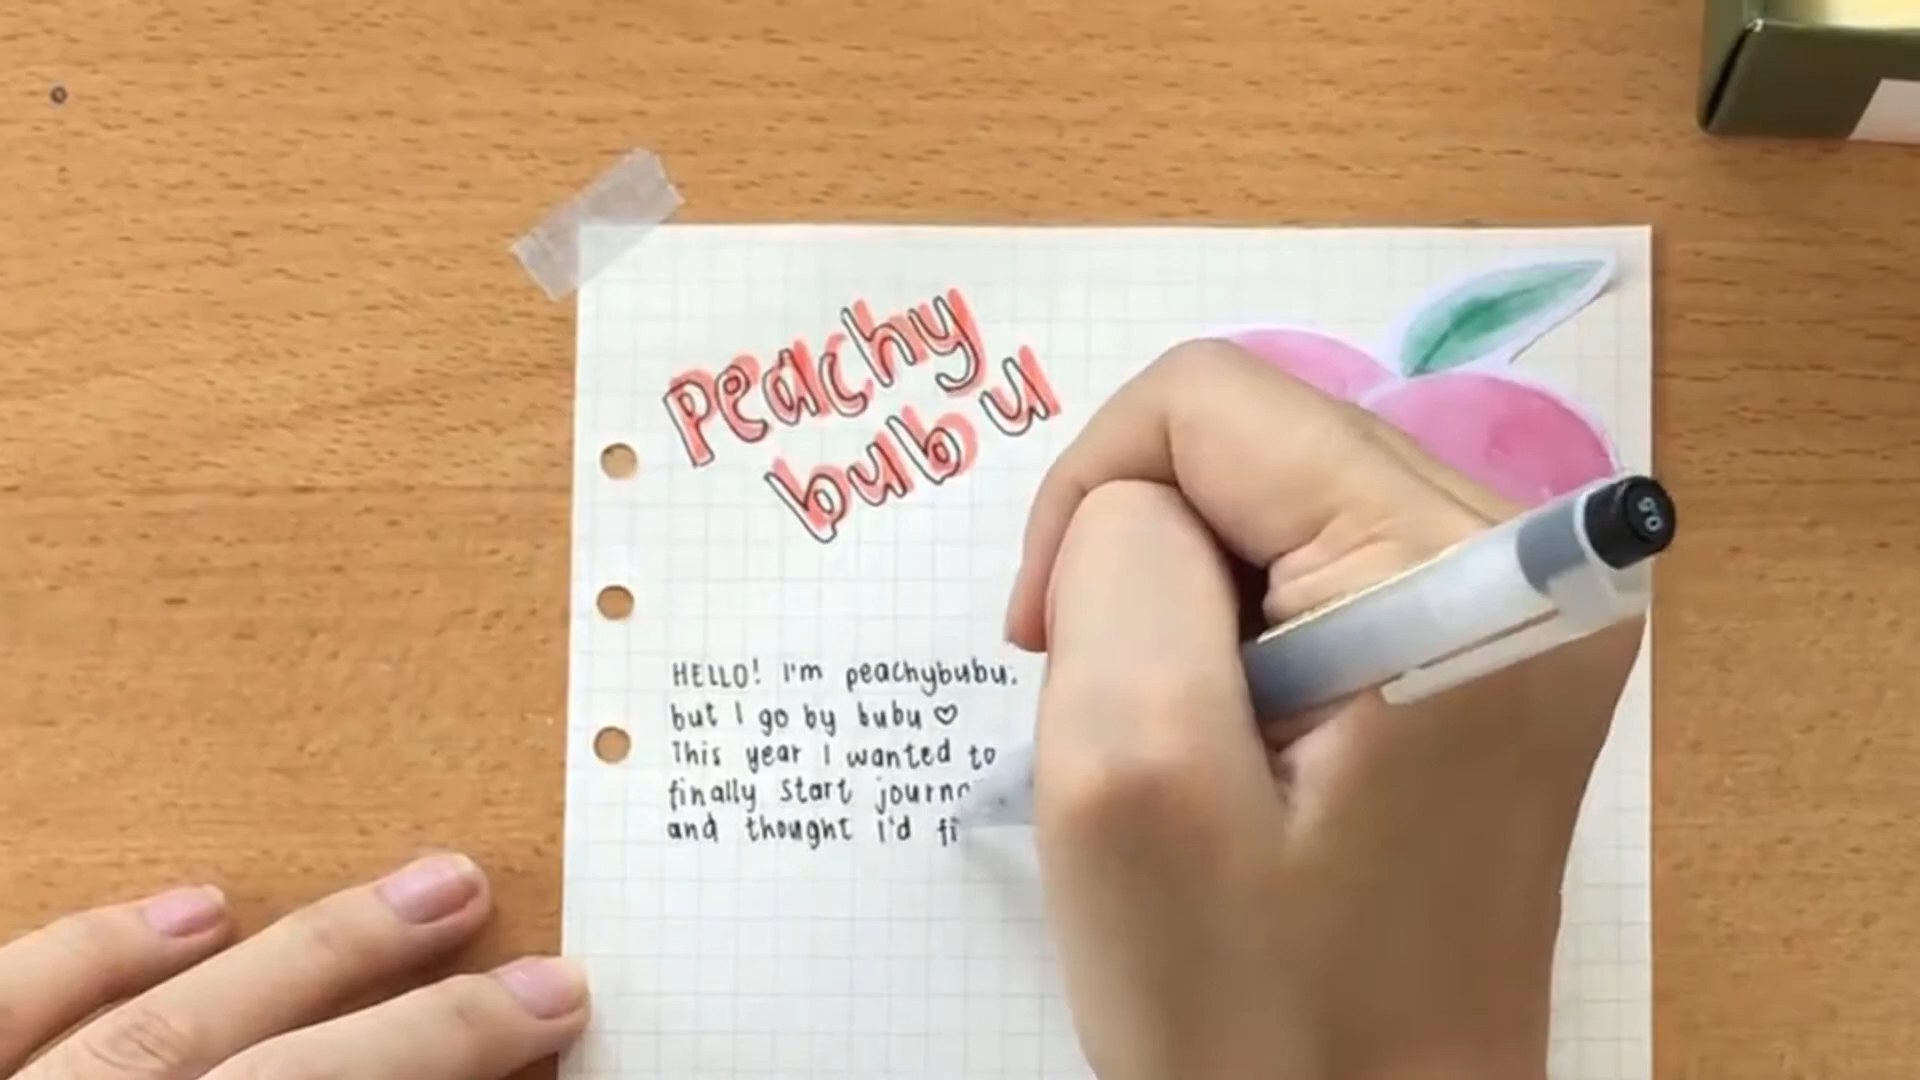 Peachy
bubu
HELLO! I'm peachybubu.
but I go by bubu ♡
This year I wanted to
finally start
and thought I'd
0.5